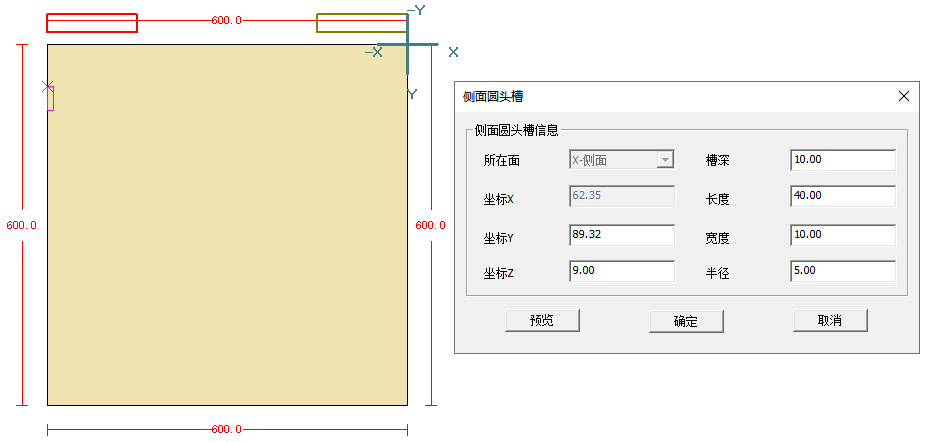 -Y
600.0
-X
X
Y
600.0
600.0
600.0
侧面圆头槽
侧面圆头槽信息
所在面 X-侧面 槽深 10.00
坐标X 62.35 长度 40.00
坐标Y 89.32 宽度 10.00
坐标Z 9.00 半径 5.00
预览 确定 取消